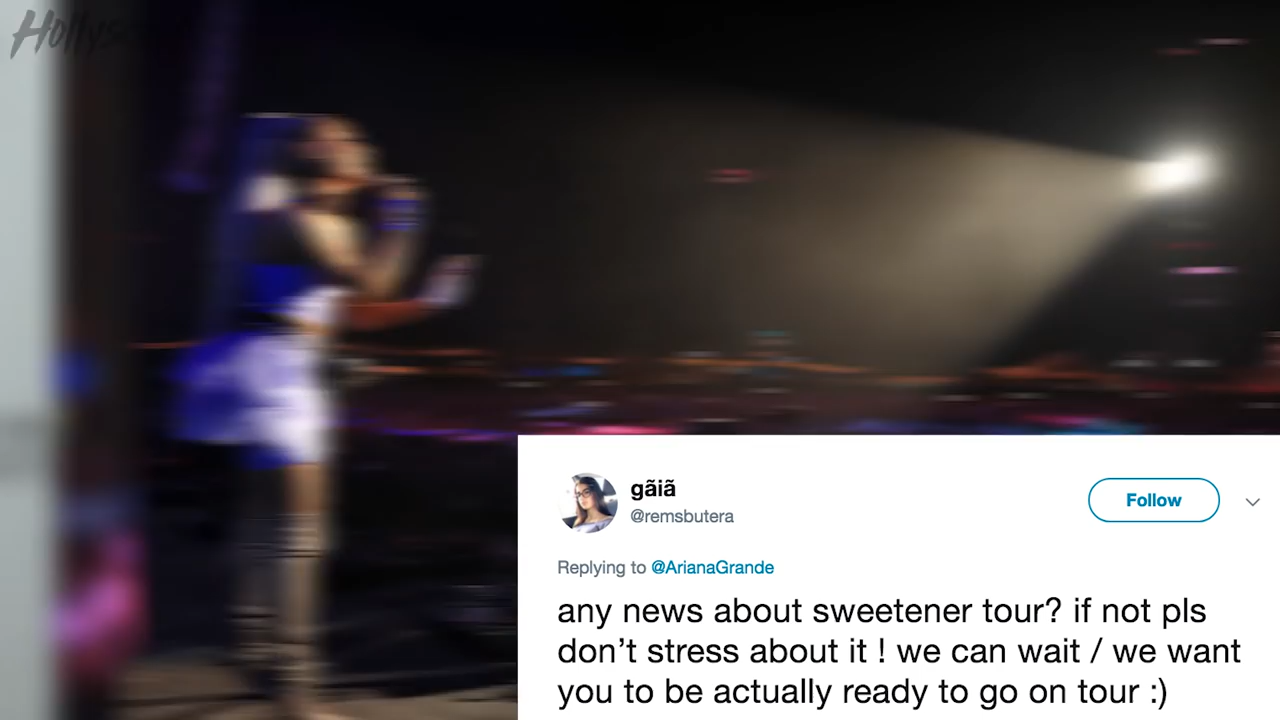 gãiã
@remsbutera
Follow
Replying to @ArianaGrande
any news about sweetener tour? if not pls
don’t stress about it ! we can wait / we want
you to be actually ready to go on tour :)